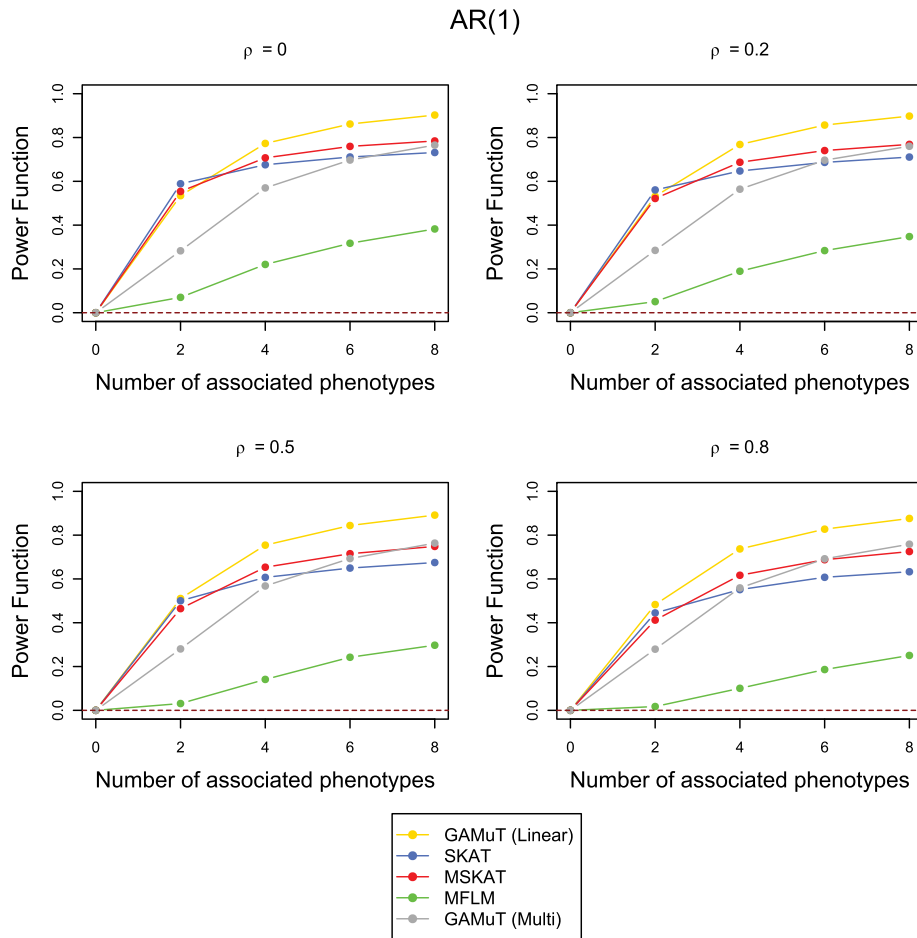 AR(1)
ρ = 0
ρ = 0.2
Power Function
1.0
0.8
0.6
0.4
0.2
0.0
0 2 4 6 8
Number of associated phenotypes
Power Function
1.0
0.8
0.6
0.4
0.2
0.0
0 2 4 6 8
Number of associated phenotypes
ρ = 0.5
ρ = 0.8
Power Function
1.0
0.8
0.6
0.4
0.2
0.0
0 2 4 6 8
Number of associated phenotypes
Power Function
1.0
0.8
0.6
0.4
0.2
0.0
0 2 4 6 8
Number of associated phenotypes
GAMuT (Linear)
SKAT
MSKAT
MFLM
GAMuT (Multi)